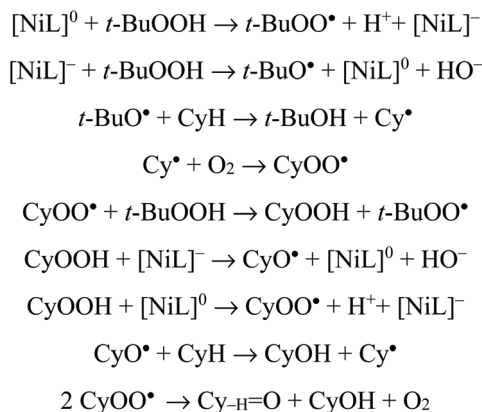 [NiL]⁰ + t-BuOOH → t-BuOO• + H⁺+ [NiL]⁻
[NiL]⁻ + t-BuOOH → t-BuO• + [NiL]⁰ + HO⁻
t-BuO• + CyH → t-BuOH + Cy•
Cy• + O₂ → CyOO•
CyOO• + t-BuOOH → CyOOH + t-BuOO•
CyOOH + [NiL]⁻ → CyO• + [NiL]⁰ + HO⁻
CyOOH + [NiL]⁰ → CyOO• + H⁺+ [NiL]⁻
CyO• + CyH → CyOH + Cy•
2 CyOO• → Cy₋H=O + CyOH + O₂